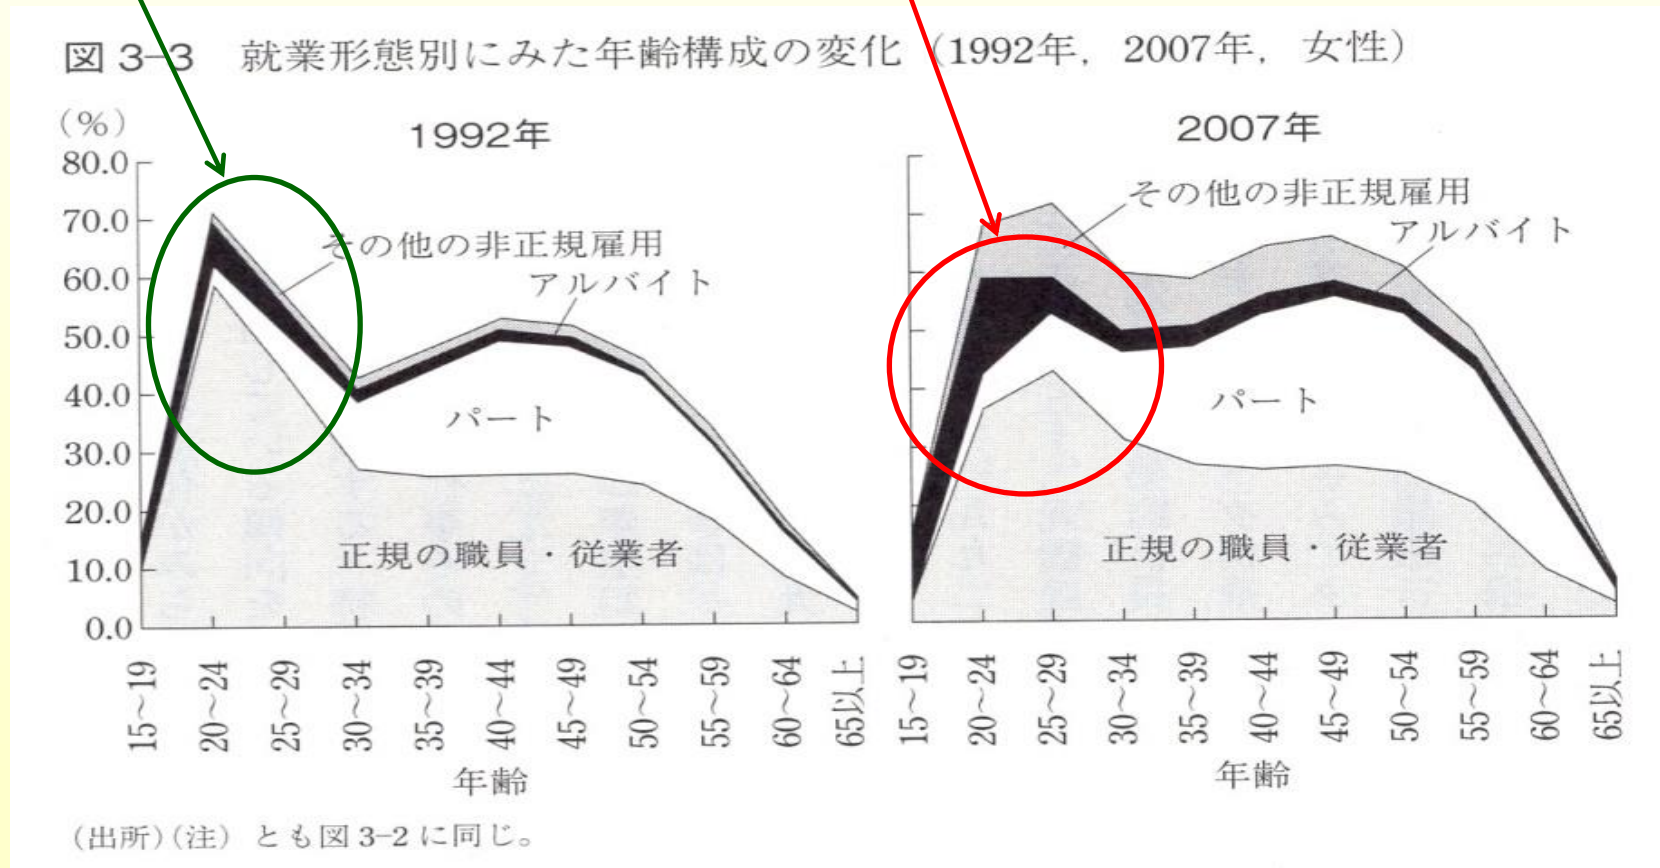 図 3-3 就業形態別にみた年齢構成の変化（1992年，2007年，女性）
（%）
1992年
80.0
70.0
60.0
50.0
40.0
30.0
20.0
10.0
0.0
その他の非正規雇用
アルバイト
パート
正規の職員・従業者
15～19
20～24
25～29
30～34
35～39
40～44
45～49
50～54
55～59
60～64
65以上
年齢
2007年
その他の非正規雇用
アルバイト
パート
正規の職員・従業者
15～19
20～24
25～29
30～34
35～39
40～44
45～49
50～54
55～59
60～64
65以上
年齢
（出所）（注） とも図 3-2 に同じ。